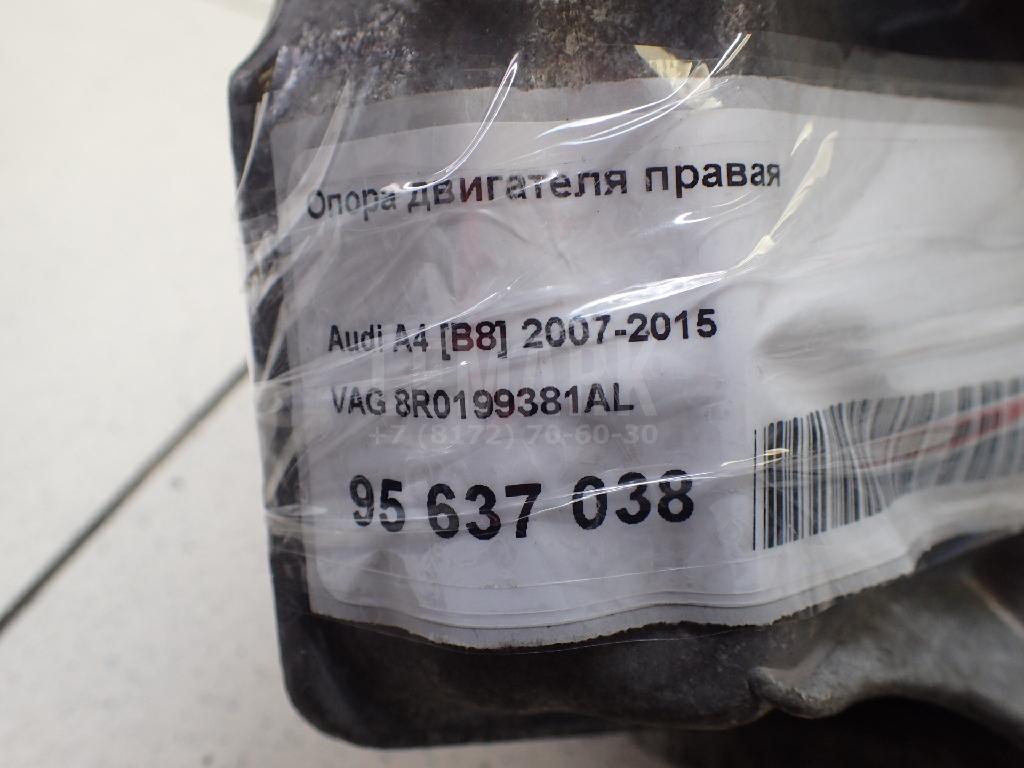 Опора двигателя правая
Audi A4 [B8] 2007-2015
VAG 8R0199381AL
+7 (8172) 70-60-30
95 637 038